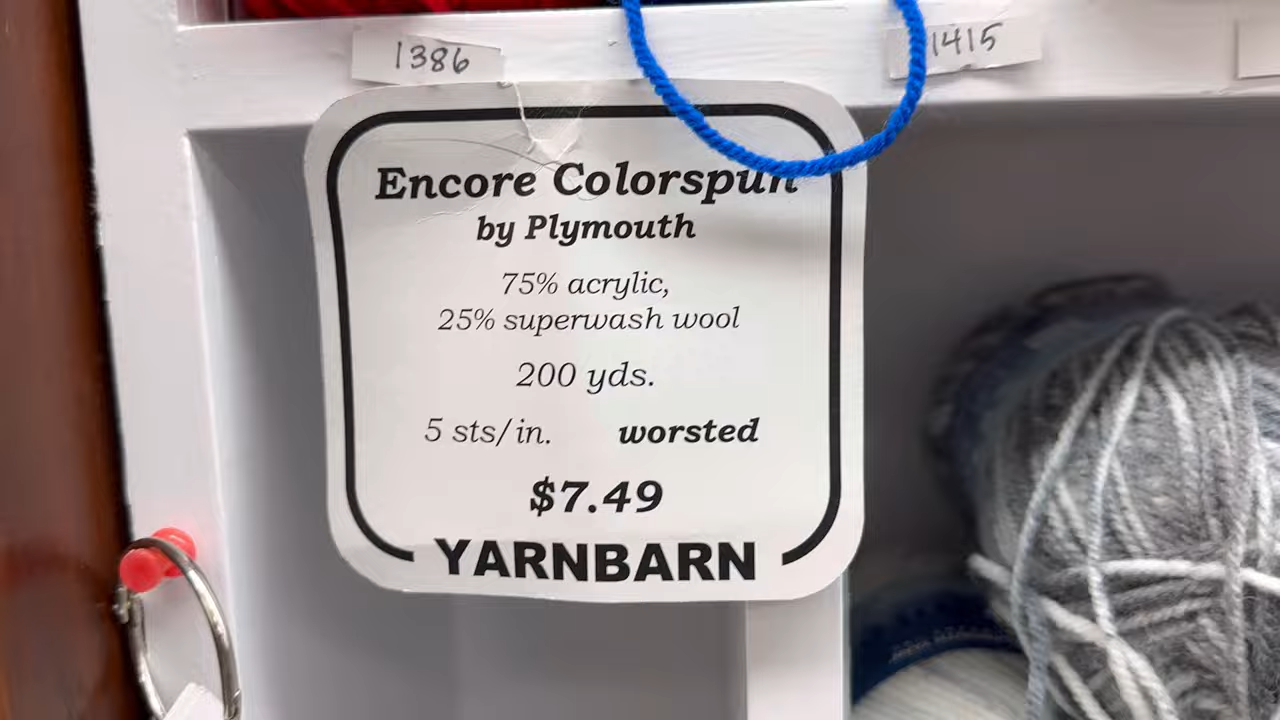 1386
1415
Encore Colorspun
by Plymouth
75% acrylic,
25% superwash wool
200 yds.
5 sts/in. worsted
$7.49
YARNBARN